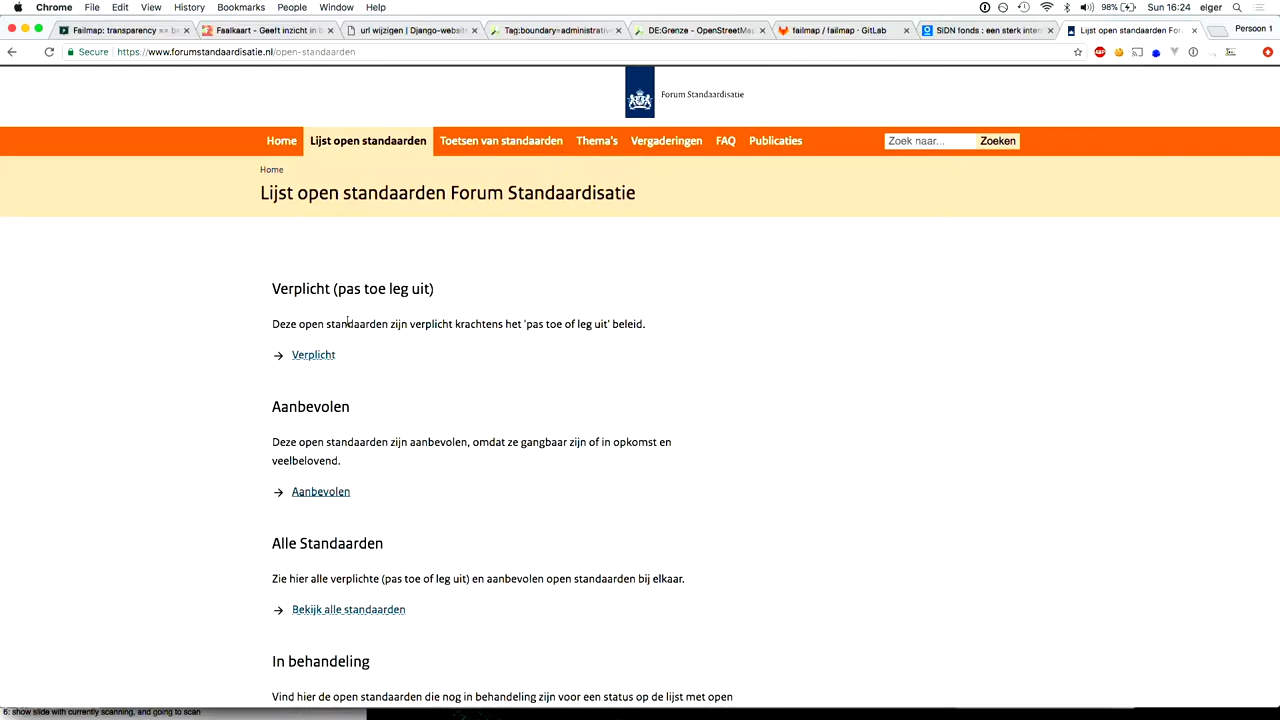 Chrome File Edit View History Bookmarks People Window Help 98% Sun 16:24 elger
Failmap: transparency == be Faalkaart - Geeft inzicht in b url wijzigen | Django-website Tag:boundary=administrative DE:Grenze - OpenStreetMap failmap / failmap · GitLab SIDN fonds : een sterk inter Lijst open standaarden For Persoon 1
Secure https://www.forumstandaardisatie.nl/open-standaarden
Forum Standaardisatie
Home Lijst open standaarden Toetsen van standaarden Thema's Vergaderingen FAQ Publicaties Zoek naar... Zoeken
Home
Lijst open standaarden Forum Standaardisatie
Verplicht (pas toe leg uit)
Deze open standaarden zijn verplicht krachtens het 'pas toe of leg uit' beleid.
→ Verplicht
Aanbevolen
Deze open standaarden zijn aanbevolen, omdat ze gangbaar zijn of in opkomst en
veelbelovend.
→ Aanbevolen
Alle Standaarden
Zie hier alle verplichte (pas toe of leg uit) en aanbevolen open standaarden bij elkaar.
→ Bekijk alle standaarden
In behandeling
Vind hier de open standaarden die nog in behandeling zijn voor een status op de lijst met open
6: show slide with currently scanning, and going to scan